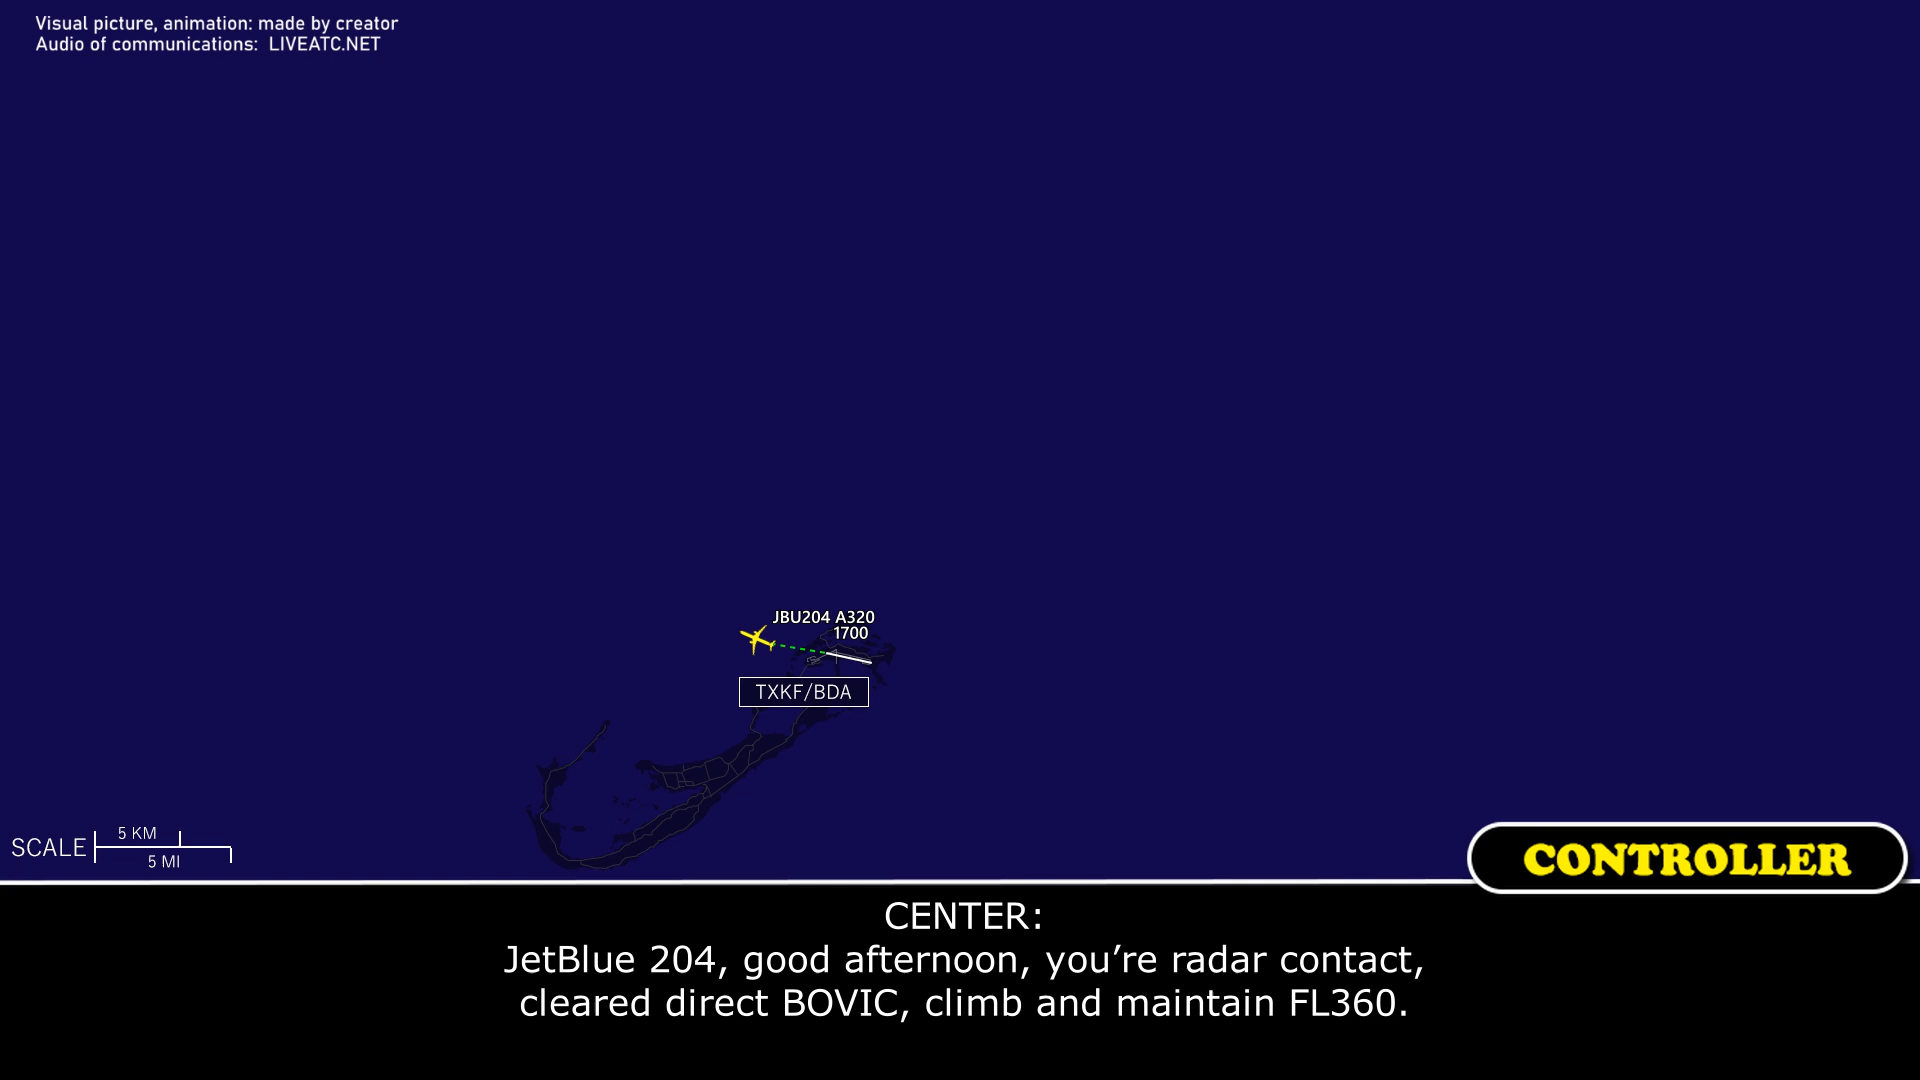 Visual picture, animation: made by creator
Audio of communications: LIVEATC.NET
JBU204 A320
1700
TXKF/BDA
5 KM
SCALE
5 MI
CONTROLLER
CENTER:
JetBlue 204, good afternoon, you’re radar contact,
cleared direct BOVIC, climb and maintain FL360.